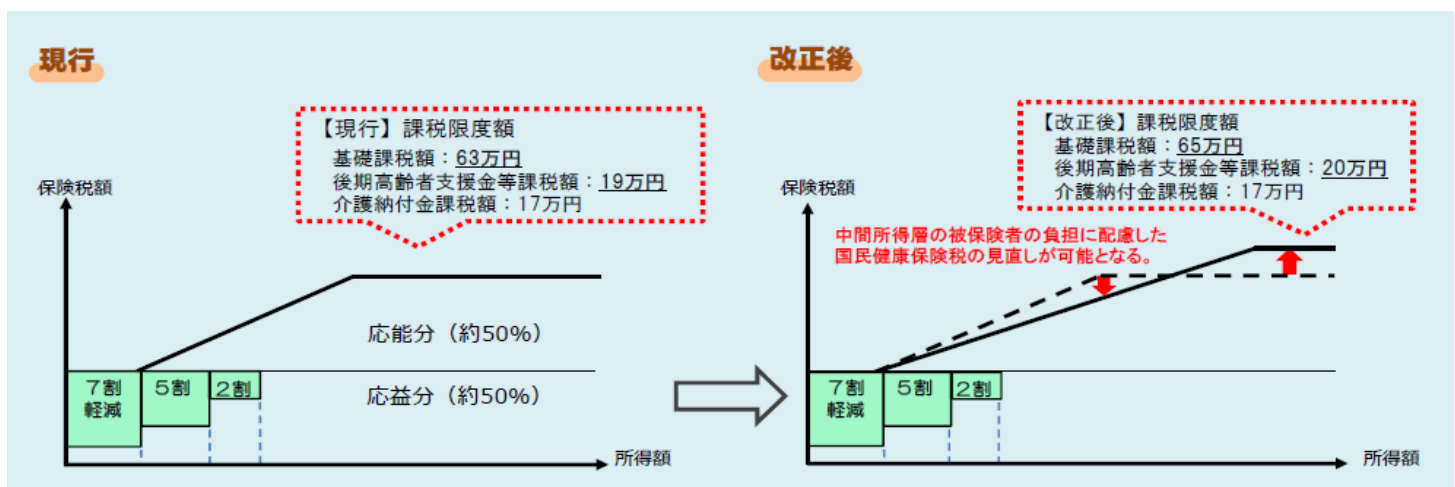 現行
【現行】課税限度額
基礎課税額：63万円
後期高齢者支援金等課税額：19万円
介護納付金課税額：17万円
保険税額
応能分（約50%）
応益分（約50%）
７割
軽減
５割
２割
所得額
改正後
【改正後】課税限度額
基礎課税額：65万円
後期高齢者支援金等課税額：20万円
介護納付金課税額：17万円
保険税額
中間所得層の被保険者の負担に配慮した
国民健康保険税の見直しが可能となる。
７割
軽減
５割
２割
所得額